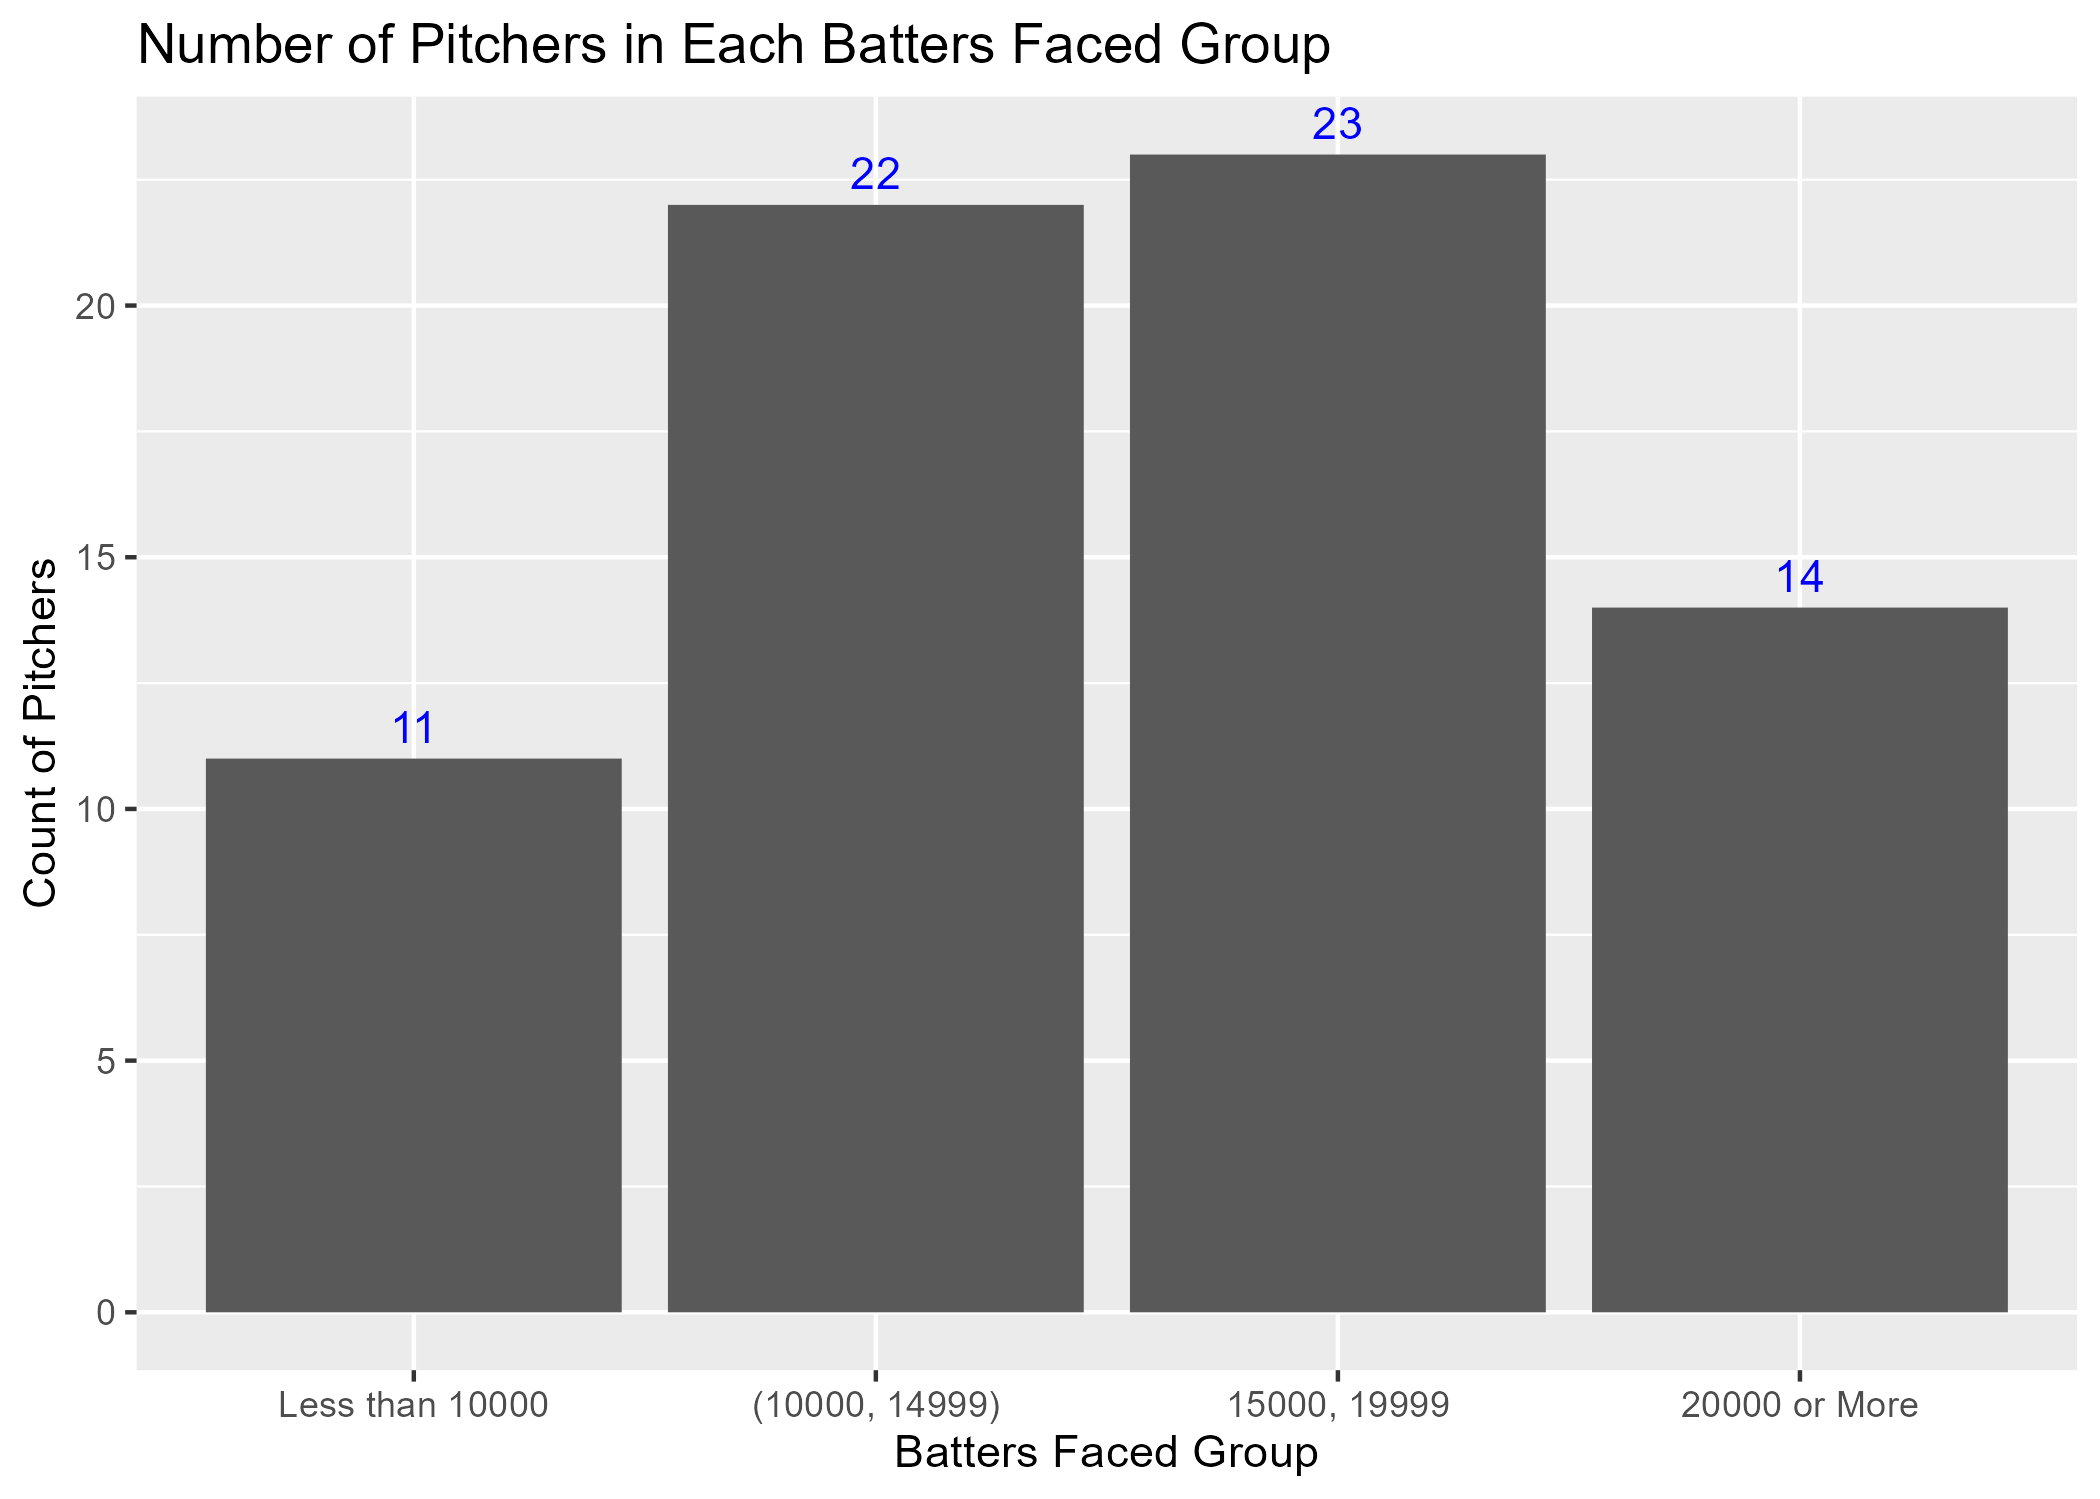 Number of Pitchers in Each Batters Faced Group
23
22
20
15
14
11
10
5
0
Count of Pitchers
Less than 10000
(10000, 14999)
15000, 19999
20000 or More
Batters Faced Group